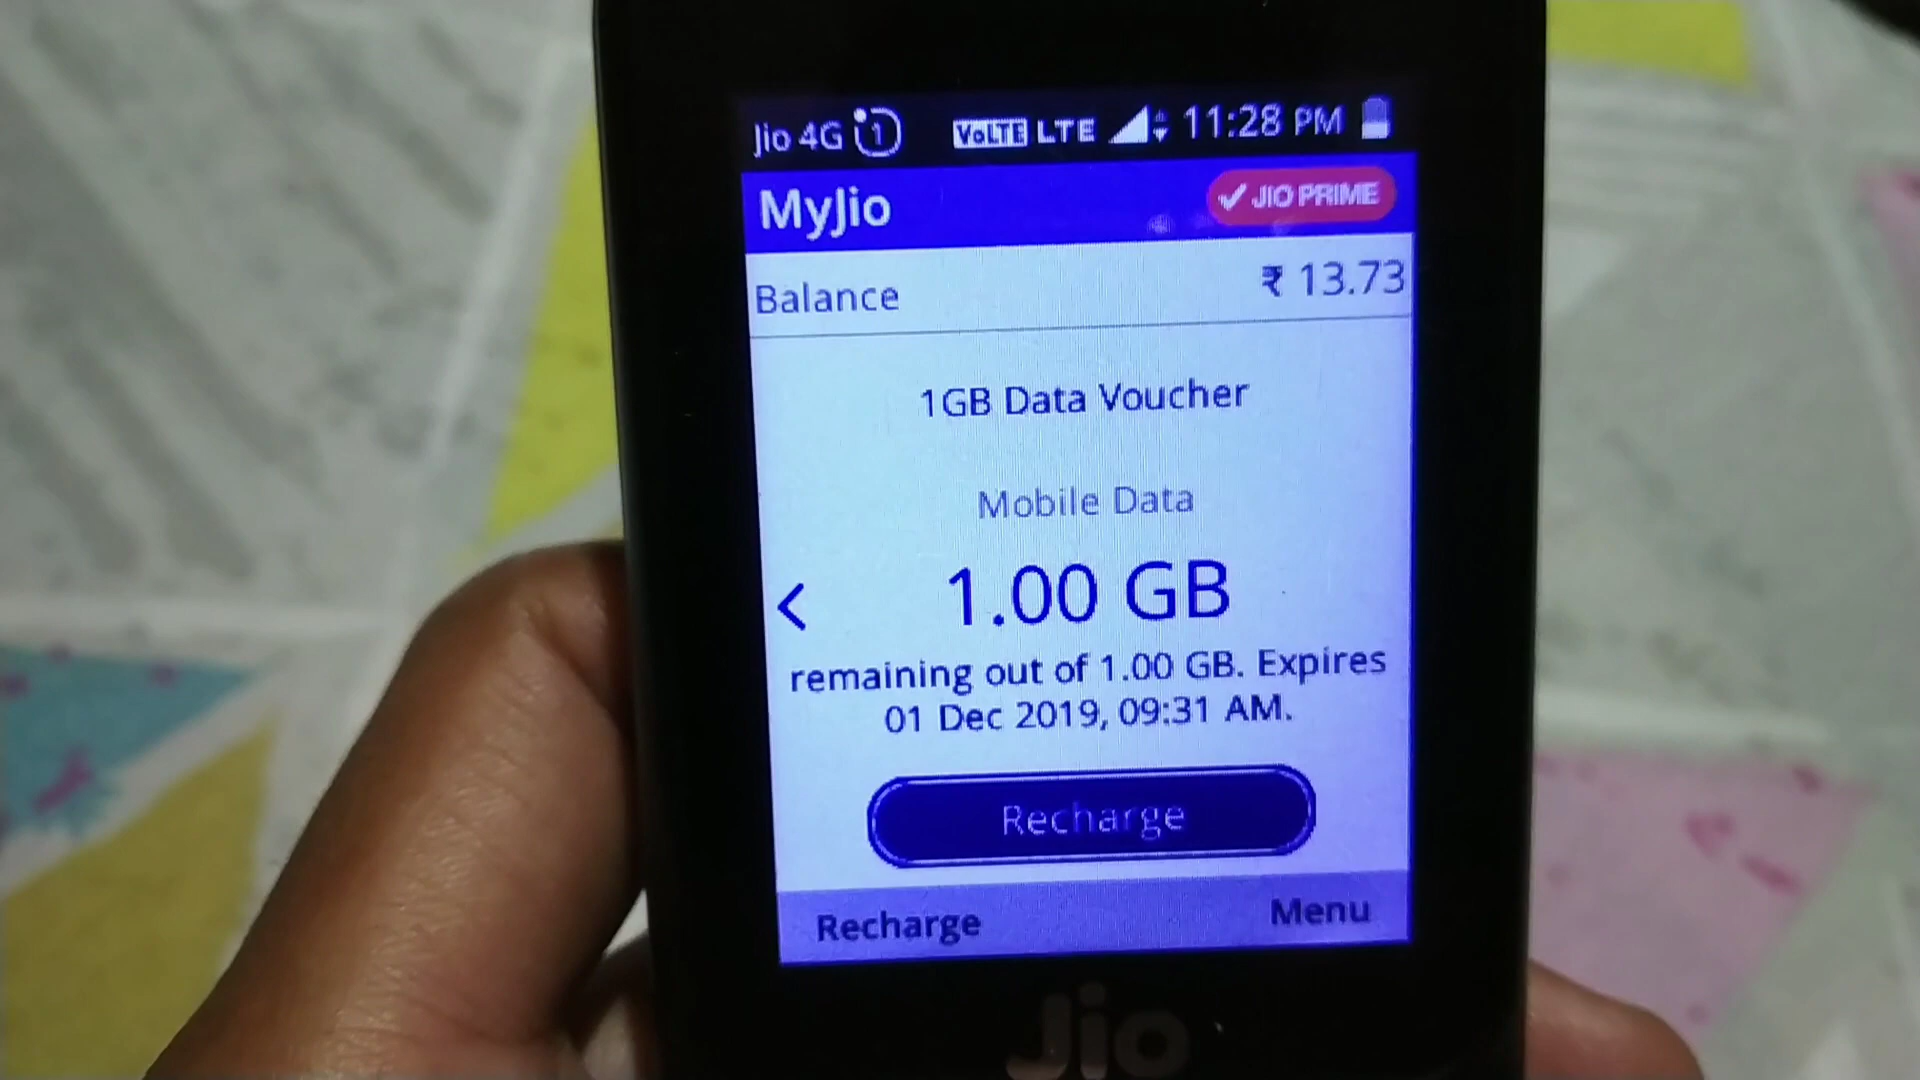 Jio 4G 1 VoLTE LTE 11:28 PM
MyJio ✓ JIO PRIME
Balance ₹ 13.73
1GB Data Voucher
Mobile Data
< 1.00 GB
remaining out of 1.00 GB. Expires
01 Dec 2019, 09:31 AM.
Recharge
Recharge Menu
Jio